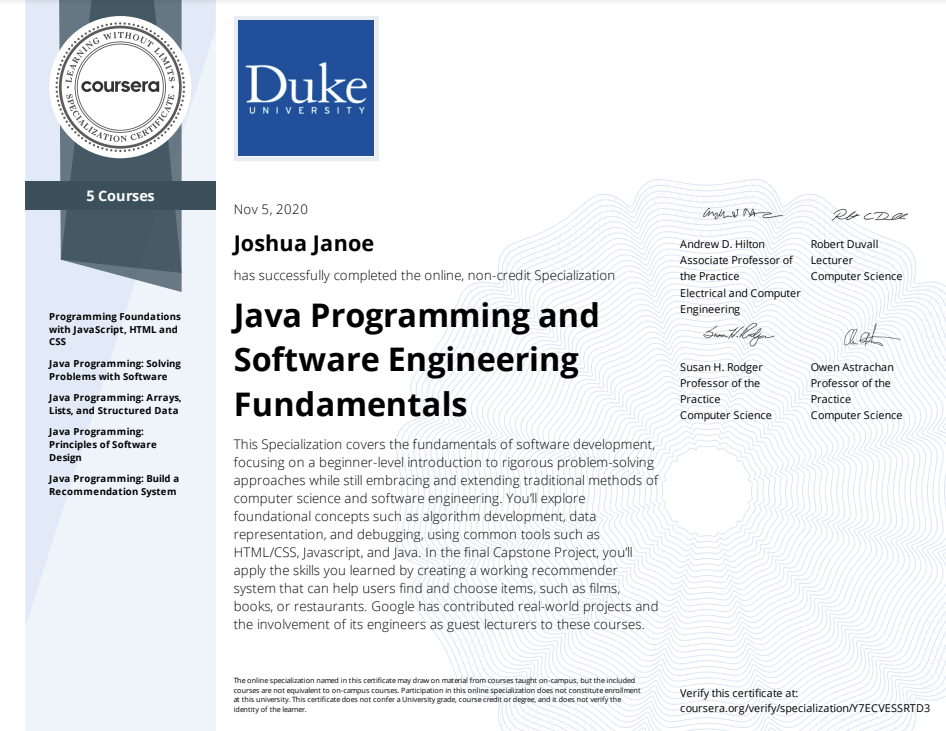 LEARNING WITHOUT LIMITS
coursera
SPECIALIZATION CERTIFICATE
5 Courses
Programming Foundations
with JavaScript, HTML and
CSS
Java Programming: Solving
Problems with Software
Java Programming: Arrays,
Lists, and Structured Data
Java Programming:
Principles of Software
Design
Java Programming: Build a
Recommendation System
Duke
UNIVERSITY
Nov 5, 2020
Joshua Janoe
has successfully completed the online, non-credit Specialization
Java Programming and
Software Engineering
Fundamentals
This Specialization covers the fundamentals of software development,
focusing on a beginner-level introduction to rigorous problem-solving
approaches while still embracing and extending traditional methods of
computer science and software engineering. You'll explore
foundational concepts such as algorithm development, data
representation, and debugging, using common tools such as
HTML/CSS, Javascript, and Java. In the final Capstone Project, you'll
apply the skills you learned by creating a working recommender
system that can help users find and choose items, such as films,
books, or restaurants. Google has contributed real-world projects and
the involvement of its engineers as guest lecturers to these courses.
Andrew D. Hilton
Associate Professor of
the Practice
Electrical and Computer
Engineering
Robert Duvall
Lecturer
Computer Science
Susan H. Rodger
Professor of the
Practice
Computer Science
Owen Astrachan
Professor of the
Practice
Computer Science
The online specialization named in this certificate may draw on material from courses taught on-campus, but the included
courses are not equivalent to on-campus courses. Participation in this online specialization does not constitute enrollment
at this university. This certificate does not confer a University grade, course credit or degree, and it does not verify the
identity of the learner.
Verify this certificate at:
coursera.org/verify/specialization/Y7ECVESSRTD3